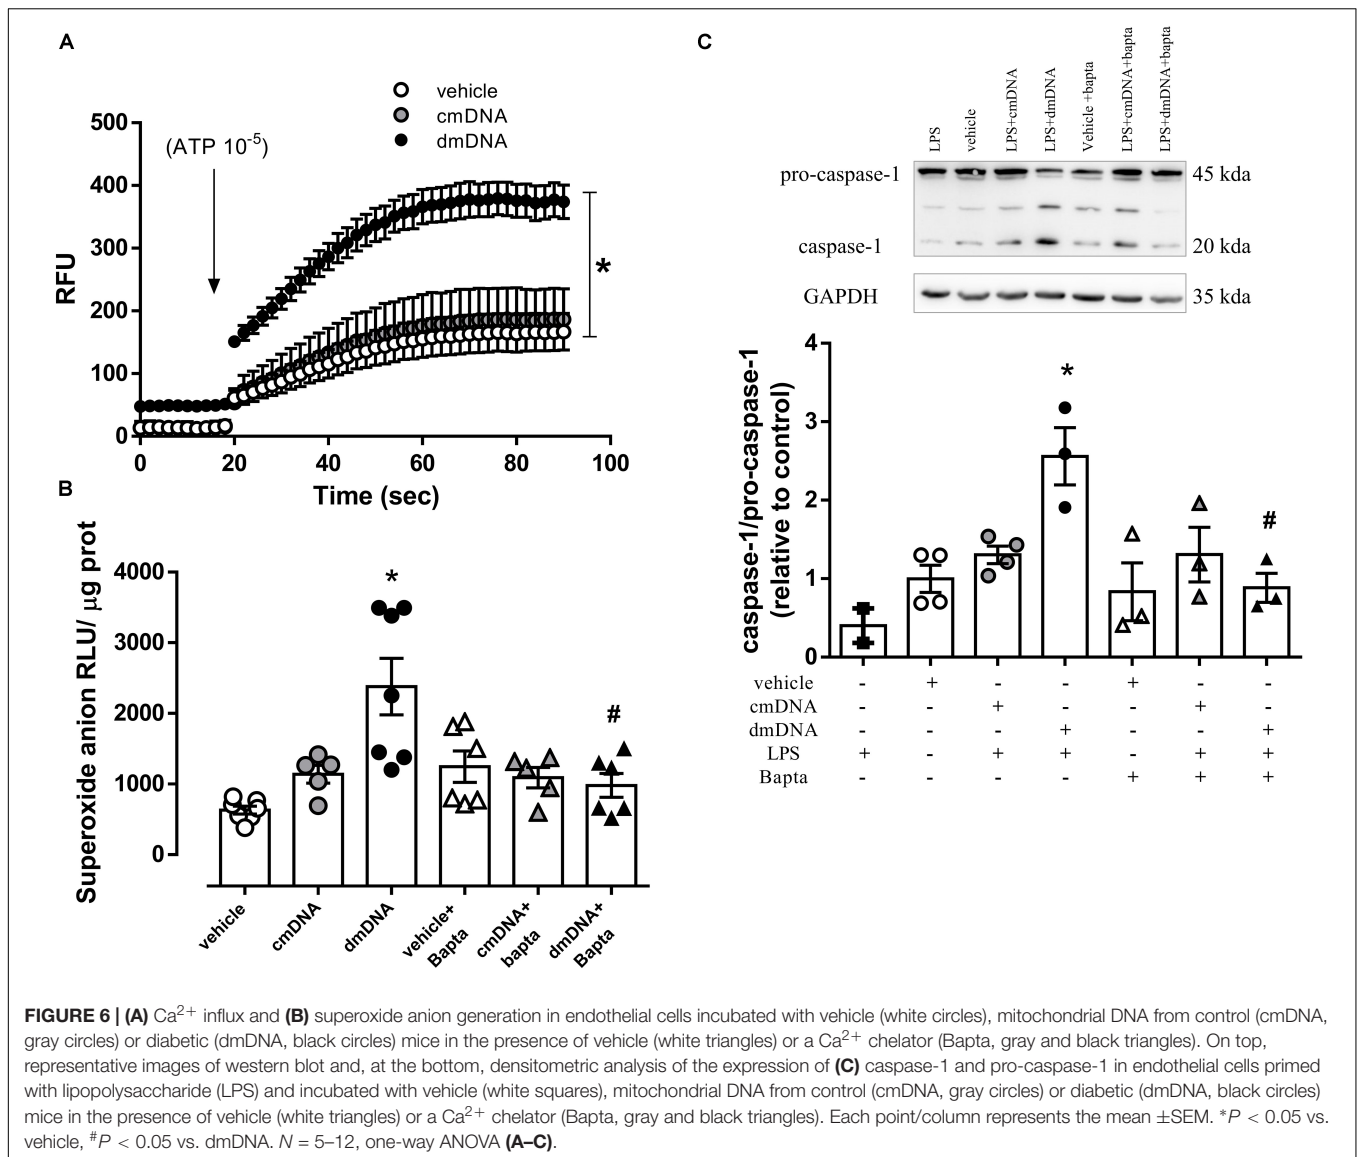 A
vehicle
cmDNA
dmDNA
(ATP 10-5)
500
400
300
200
100
0
RFU
*
0 20 40 60 80 100
Time (sec)
B
Superoxide anion RLU/ µg prot
4000
3000
2000
1000
0
*
#
vehicle
cmDNA
dmDNA
vehicle+
Bapta
cmDNA+
bapta
dmDNA+
Bapta
C
LPS
vehicle
LPS+cmDNA
LPS+dmDNA
Vehicle +bapta
LPS+cmDNA+bapta
LPS+dmDNA+bapta
pro-caspase-1 45 kda
caspase-1 20 kda
GAPDH 35 kda
caspase-1/pro-caspase-1
(relative to control)
4
3
2
1
0
*
#
vehicle - + - - + - -
cmDNA - - + - - + -
dmDNA - - - + - - +
LPS + - + + - + +
Bapta - - - - + + +
FIGURE 6 | (A) Ca2+ influx and (B) superoxide anion generation in endothelial cells incubated with vehicle (white circles), mitochondrial DNA from control (cmDNA,
gray circles) or diabetic (dmDNA, black circles) mice in the presence of vehicle (white triangles) or a Ca2+ chelator (Bapta, gray and black triangles). On top,
representative images of western blot and, at the bottom, densitometric analysis of the expression of (C) caspase-1 and pro-caspase-1 in endothelial cells primed
with lipopolysaccharide (LPS) and incubated with vehicle (white squares), mitochondrial DNA from control (cmDNA, gray circles) or diabetic (dmDNA, black circles)
mice in the presence of vehicle (white triangles) or a Ca2+ chelator (Bapta, gray and black triangles). Each point/column represents the mean ±SEM. *P < 0.05 vs.
vehicle, #P < 0.05 vs. dmDNA. N = 5–12, one-way ANOVA (A–C).